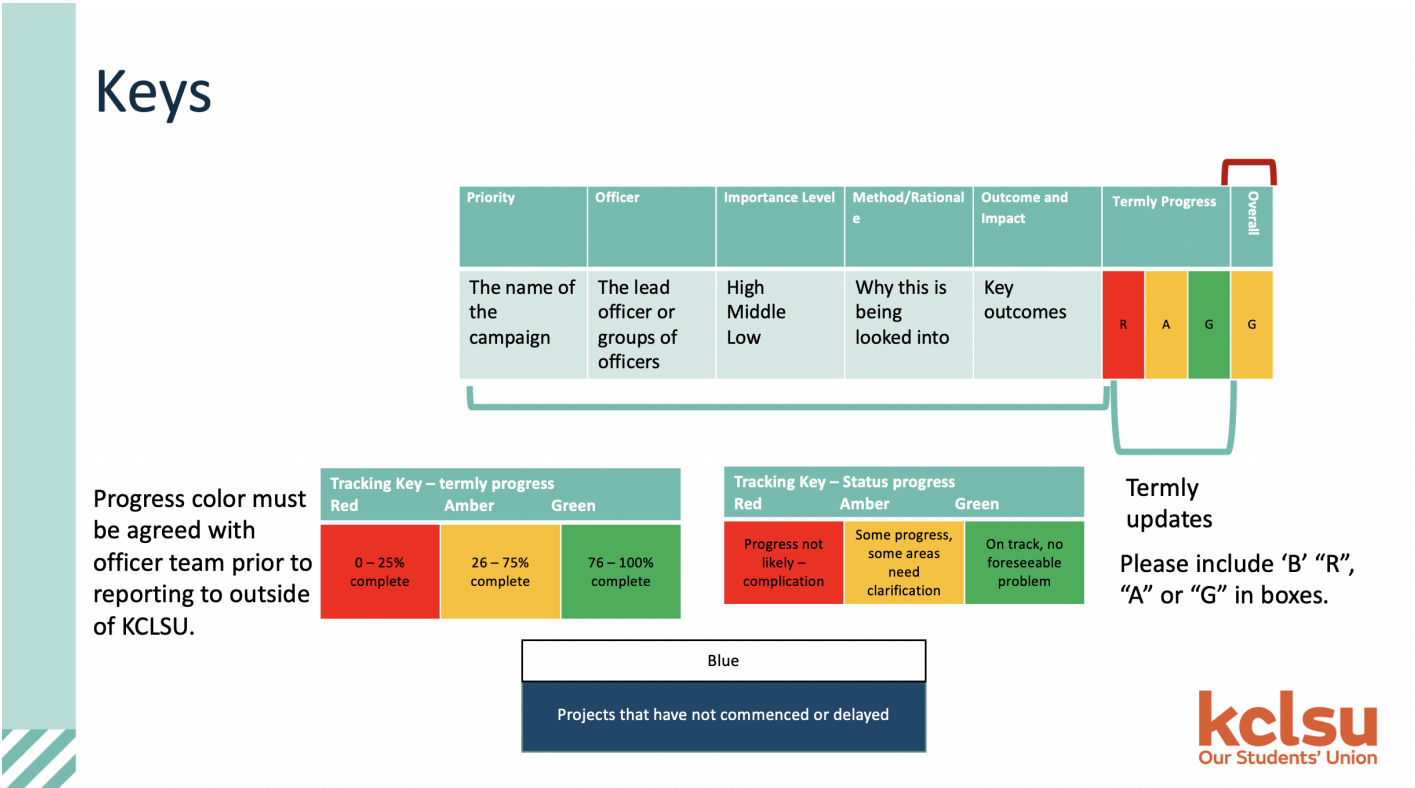 Keys
Priority
Officer
Importance Level
Method/Rational
e
Outcome and
Impact
Termly Progress
Overall
The name of
the
campaign
The lead
officer or
groups of
officers
High
Middle
Low
Why this is
being
looked into
Key
outcomes
R
A
G
G
Progress color must
be agreed with
officer team prior to
reporting to outside
of KCLSU.
Tracking Key – termly progress
Red Amber Green
0 – 25%
complete
26 – 75%
complete
76 – 100%
complete
Tracking Key – Status progress
Red Amber Green
Progress not
likely –
complication
Some progress,
some areas
need
clarification
On track, no
foreseeable
problem
Termly
updates
Please include ‘B’ “R”,
“A” or “G” in boxes.
Blue
Projects that have not commenced or delayed
kclsu
Our Students’ Union